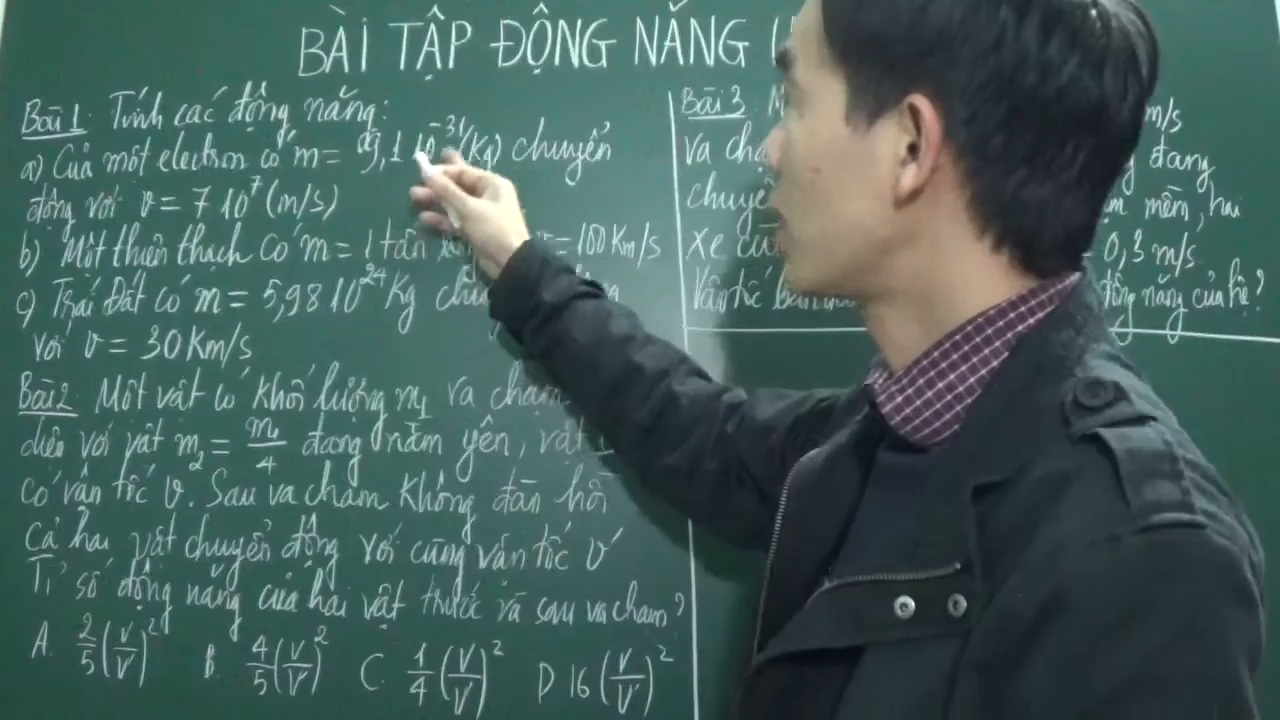 BÀI TẬP ĐỘNG NĂNG
Bài 1: Tính các động năng:
a) Của một electron có m = 9,1 10⁻³¹(Kg) chuyển
động với v = 7 10⁷ (m/s)
b) Một thiên thạch có m = 1 tấn = 100 Km/s
c) Trái Đất có m = 5,98 10²⁴ Kg
với v = 30 Km/s
Bài 2 Một vật có khối lượng m₁ va chạm
diện với vật m₂ = m₁/4 đang nằm yên, vật 1
có vận tốc v. Sau va chạm không đàn hồi
Cả hai vật chuyển động với cùng vận tốc v'
Tỉ số động năng của hai vật trước và sau va chạm?
A. 2/5 (v/v')² B. 4/5 (v/v')² C. 1/4 (v/v')² D 16 (v/v')²
Bài 3 m/s
va đang
mềm, hai
xe 0,3 m/s.
Vận tốc động năng của hệ?